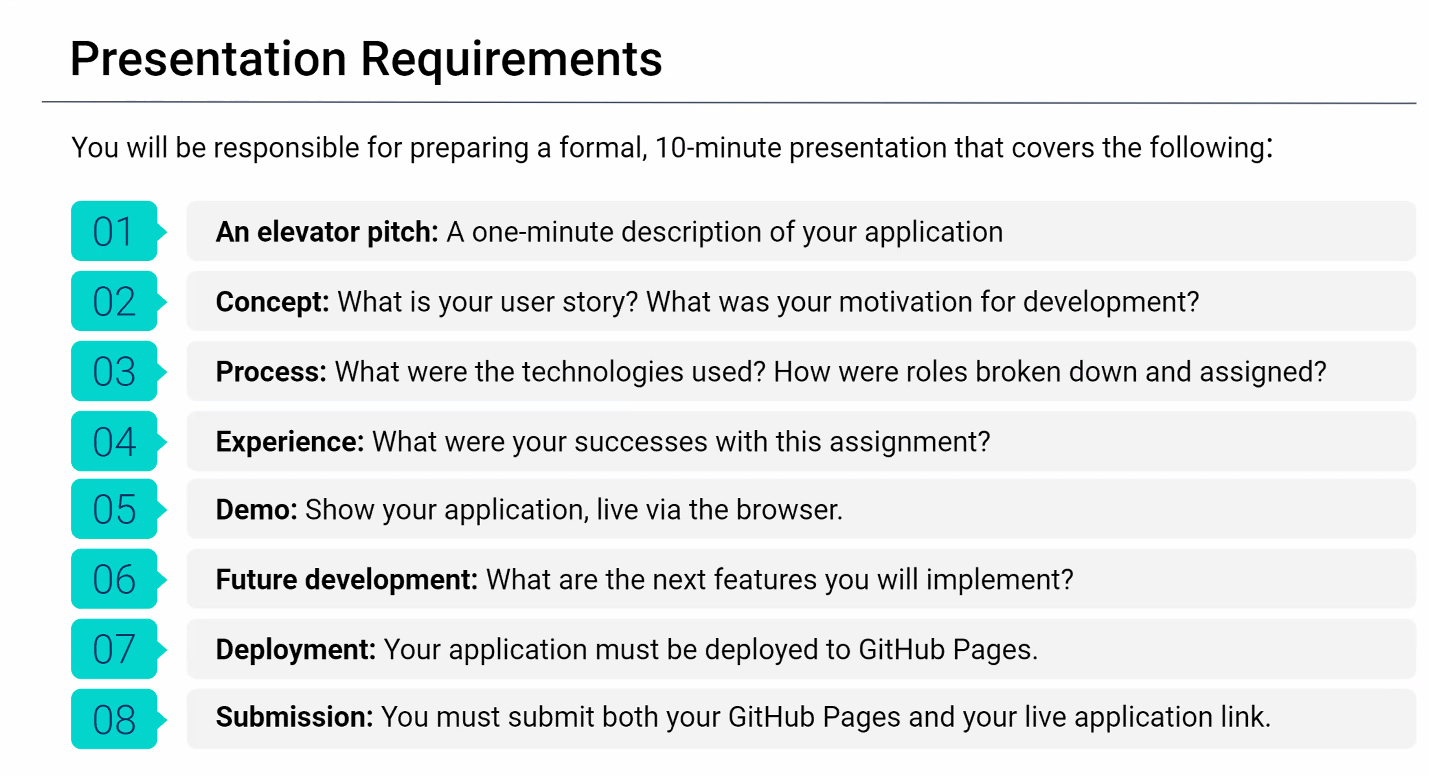 Presentation Requirements
You will be responsible for preparing a formal, 10-minute presentation that covers the following:
01 An elevator pitch: A one-minute description of your application
02 Concept: What is your user story? What was your motivation for development?
03 Process: What were the technologies used? How were roles broken down and assigned?
04 Experience: What were your successes with this assignment?
05 Demo: Show your application, live via the browser.
06 Future development: What are the next features you will implement?
07 Deployment: Your application must be deployed to GitHub Pages.
08 Submission: You must submit both your GitHub Pages and your live application link.